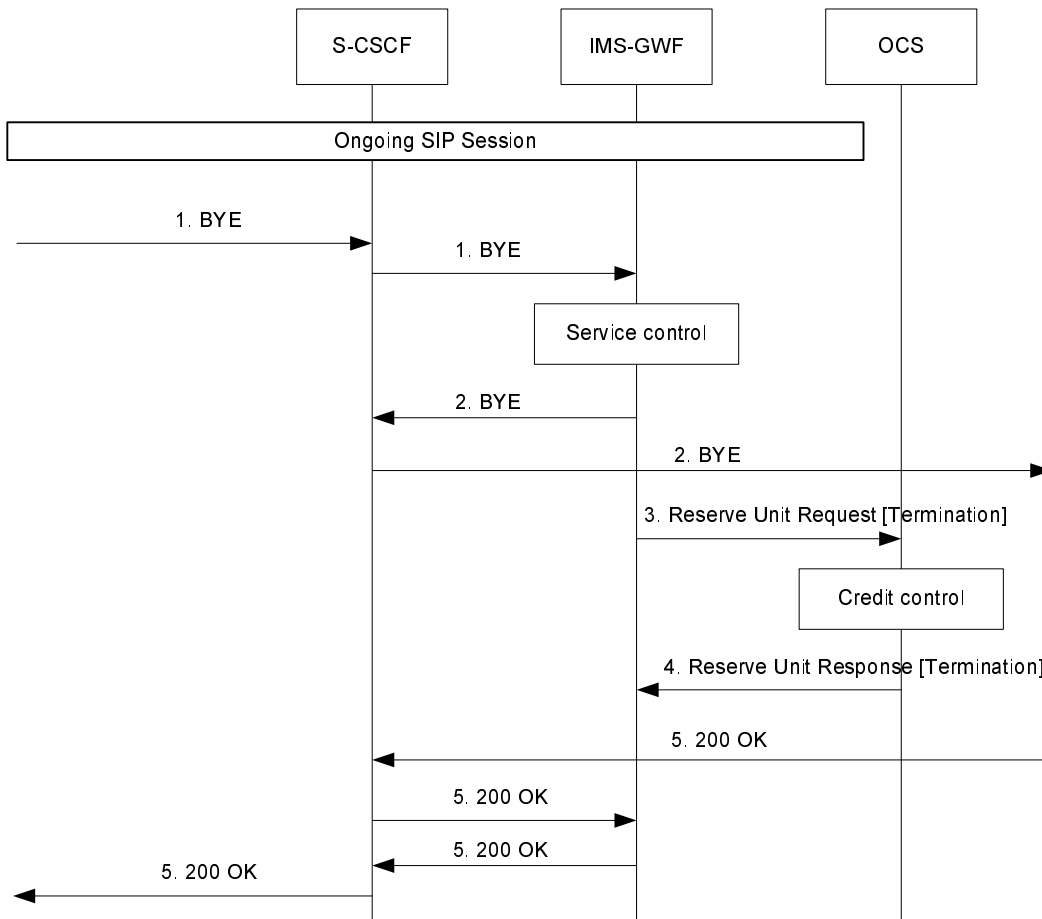 S-CSCF
IMS-GWF
OCS
Ongoing SIP Session
1. BYE
1. BYE
Service control
2. BYE
2. BYE
3. Reserve Unit Request [Termination]
Credit control
4. Reserve Unit Response [Termination]
5. 200 OK
5. 200 OK
5. 200 OK
5. 200 OK